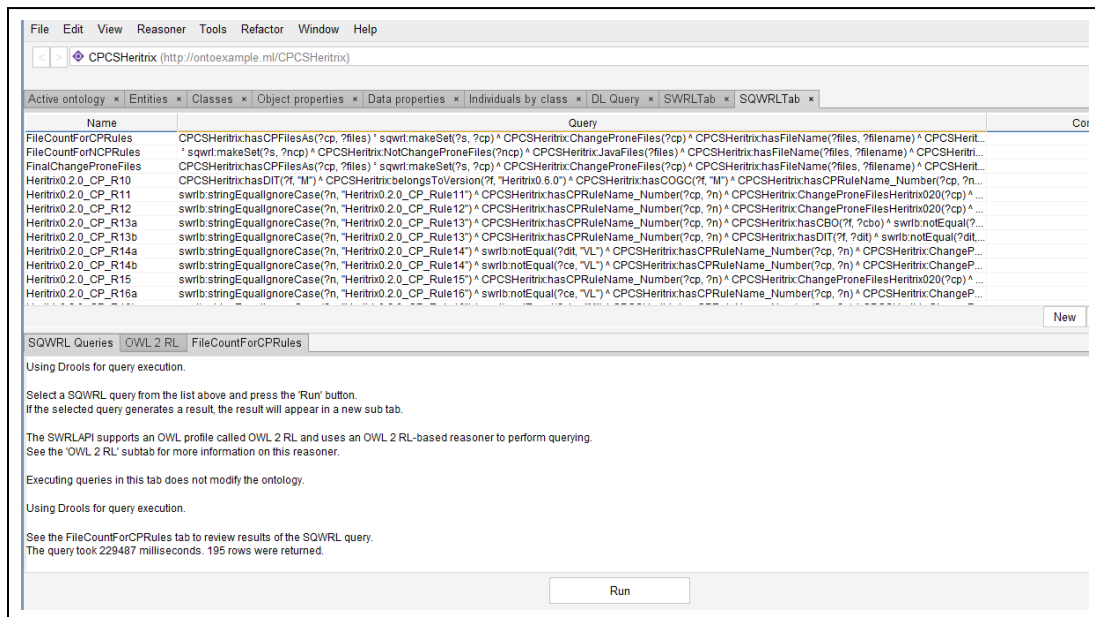 File Edit View Reasoner Tools Refactor Window Help
< > CPCSHeritrix (http://ontoexample.ml/CPCSHeritrix)
Active ontology × Entities × Classes × Object properties × Data properties × Individuals by class × DL Query × SWRLTab × SQWRLTab ×
Name Query Cor
FileCountForCPRules CPCSHeritrix:hasCPFilesAs(?cp, ?files) ° sqwrl:makeSet(?s, ?cp) ^ CPCSHeritrix:ChangeProneFiles(?cp) ^ CPCSHeritrix:hasFileName(?files, ?filename) ^ CPCSHerit...
FileCountForNCPRules ° sqwrl:makeSet(?s, ?ncp) ^ CPCSHeritrix:NotChangeProneFiles(?ncp) ^ CPCSHeritrix:JavaFiles(?files) ^ CPCSHeritrix:hasFileName(?files, ?filename) ^ CPCSHeritri...
FinalChangeProneFiles CPCSHeritrix:hasCPFilesAs(?cp, ?files) ° sqwrl:makeSet(?s, ?cp) ^ CPCSHeritrix:ChangeProneFiles(?cp) ^ CPCSHeritrix:hasFileName(?files, ?filename) ^ CPCSHerit...
Heritrix0.2.0_CP_R10 CPCSHeritrix:hasDIT(?f, "M") ^ CPCSHeritrix:belongsToVersion(?f, "Heritrix0.6.0") ^ CPCSHeritrix:hasCOGC(?f, "M") ^ CPCSHeritrix:hasCPRuleName_Number(?cp, ?n...
Heritrix0.2.0_CP_R11 swrlb:stringEqualIgnoreCase(?n, "Heritrix0.2.0_CP_Rule11") ^ CPCSHeritrix:hasCPRuleName_Number(?cp, ?n) ^ CPCSHeritrix:ChangeProneFilesHeritrix020(?cp) ^ ...
Heritrix0.2.0_CP_R12 swrlb:stringEqualIgnoreCase(?n, "Heritrix0.2.0_CP_Rule12") ^ CPCSHeritrix:hasCPRuleName_Number(?cp, ?n) ^ CPCSHeritrix:ChangeProneFilesHeritrix020(?cp) ^ ...
Heritrix0.2.0_CP_R13a swrlb:stringEqualIgnoreCase(?n, "Heritrix0.2.0_CP_Rule13") ^ CPCSHeritrix:hasCPRuleName_Number(?cp, ?n) ^ CPCSHeritrix:hasCBO(?f, ?cbo) ^ swrlb:notEqual(?...
Heritrix0.2.0_CP_R13b swrlb:stringEqualIgnoreCase(?n, "Heritrix0.2.0_CP_Rule13") ^ CPCSHeritrix:hasCPRuleName_Number(?cp, ?n) ^ CPCSHeritrix:hasDIT(?f, ?dit) ^ swrlb:notEqual(?dit,...
Heritrix0.2.0_CP_R14a swrlb:stringEqualIgnoreCase(?n, "Heritrix0.2.0_CP_Rule14") ^ swrlb:notEqual(?dit, "VL") ^ CPCSHeritrix:hasCPRuleName_Number(?cp, ?n) ^ CPCSHeritrix:ChangeP...
Heritrix0.2.0_CP_R14b swrlb:stringEqualIgnoreCase(?n, "Heritrix0.2.0_CP_Rule14") ^ swrlb:notEqual(?ce, "VL") ^ CPCSHeritrix:hasCPRuleName_Number(?cp, ?n) ^ CPCSHeritrix:ChangeP...
Heritrix0.2.0_CP_R15 swrlb:stringEqualIgnoreCase(?n, "Heritrix0.2.0_CP_Rule15") ^ CPCSHeritrix:hasCPRuleName_Number(?cp, ?n) ^ CPCSHeritrix:ChangeProneFilesHeritrix020(?cp) ^ ...
Heritrix0.2.0_CP_R16a swrlb:stringEqualIgnoreCase(?n, "Heritrix0.2.0_CP_Rule16") ^ swrlb:notEqual(?ce, "VL") ^ CPCSHeritrix:hasCPRuleName_Number(?cp, ?n) ^ CPCSHeritrix:ChangeP...
New
SQWRL Queries OWL 2 RL FileCountForCPRules
Using Drools for query execution.
Select a SQWRL query from the list above and press the 'Run' button.
If the selected query generates a result, the result will appear in a new sub tab.
The SWRLAPI supports an OWL profile called OWL 2 RL and uses an OWL 2 RL-based reasoner to perform querying.
See the 'OWL 2 RL' subtab for more information on this reasoner.
Executing queries in this tab does not modify the ontology.
Using Drools for query execution.
See the FileCountForCPRules tab to review results of the SQWRL query.
The query took 229487 milliseconds. 195 rows were returned.
Run